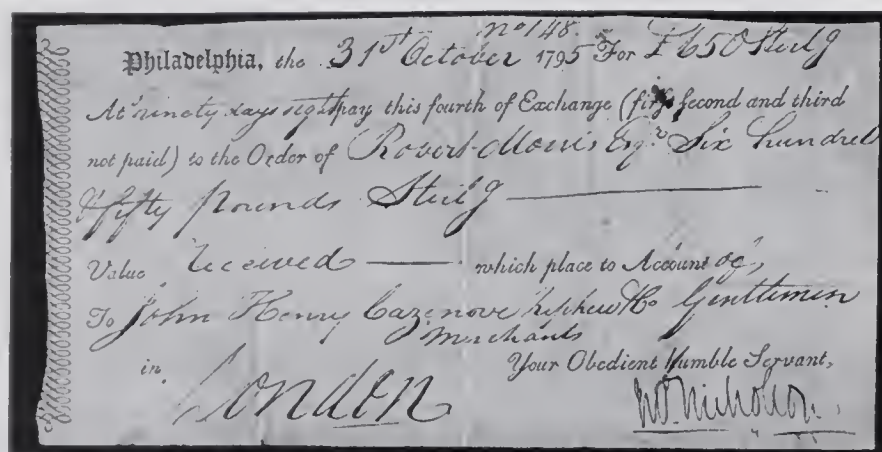 No 148.
Philadelphia, the 31st October 1795 For £650 Sterlg
At ninety days sight pay this fourth of Exchange (first second and third
not paid) to the Order of Robert Morris Esqr Six hundred
& fifty Pounds Sterlg
Value received which place to Account of,
To John Henry Cazenove Nephew & Co Gentlemen
Merchants
in London Your Obedient Humble Servant,
Jno Nicholson